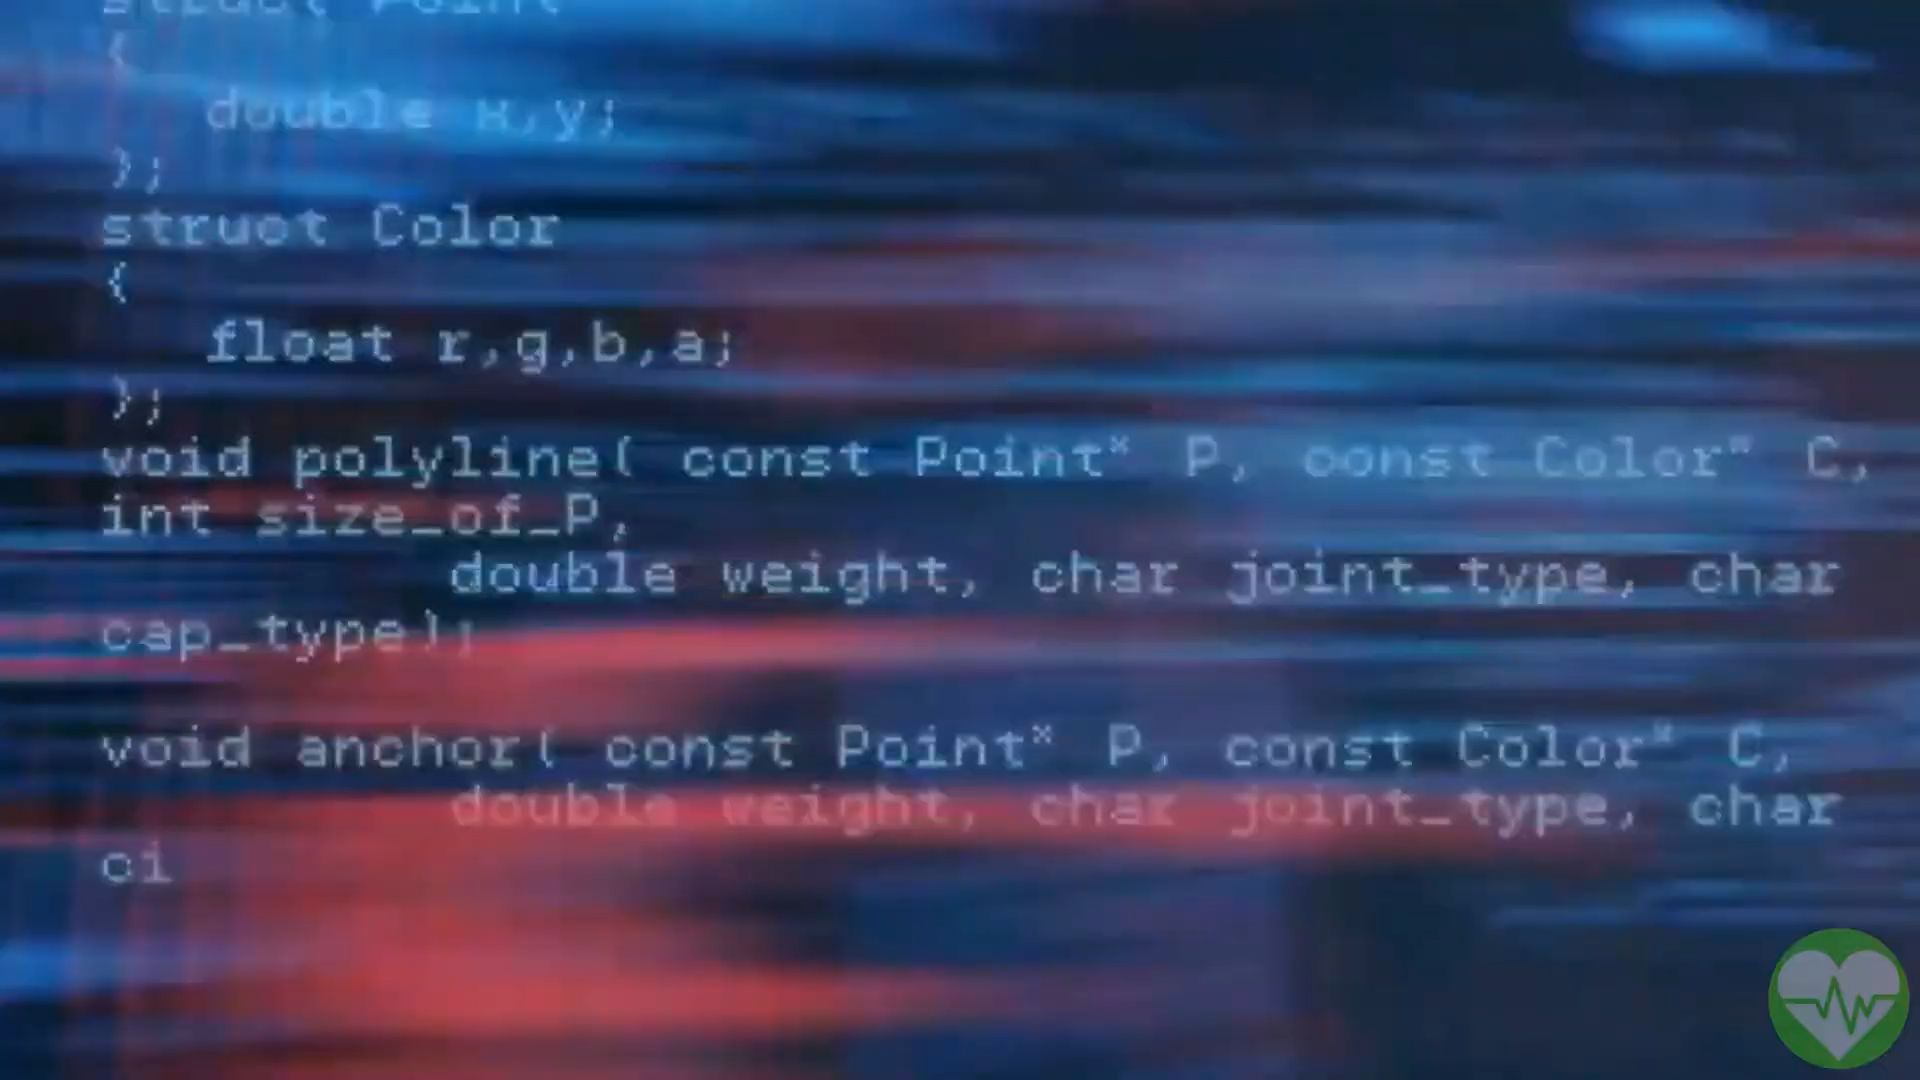 struct Point
{
double x,y;
};
struct Color
{
float r,g,b,a;
};
void polyline( const Point* P, const Color* C,
int size_of_P,
double weight, char joint_type, char
cap_type);
void anchor( const Point* P, const Color* C,
double weight, char joint_type, char
ci